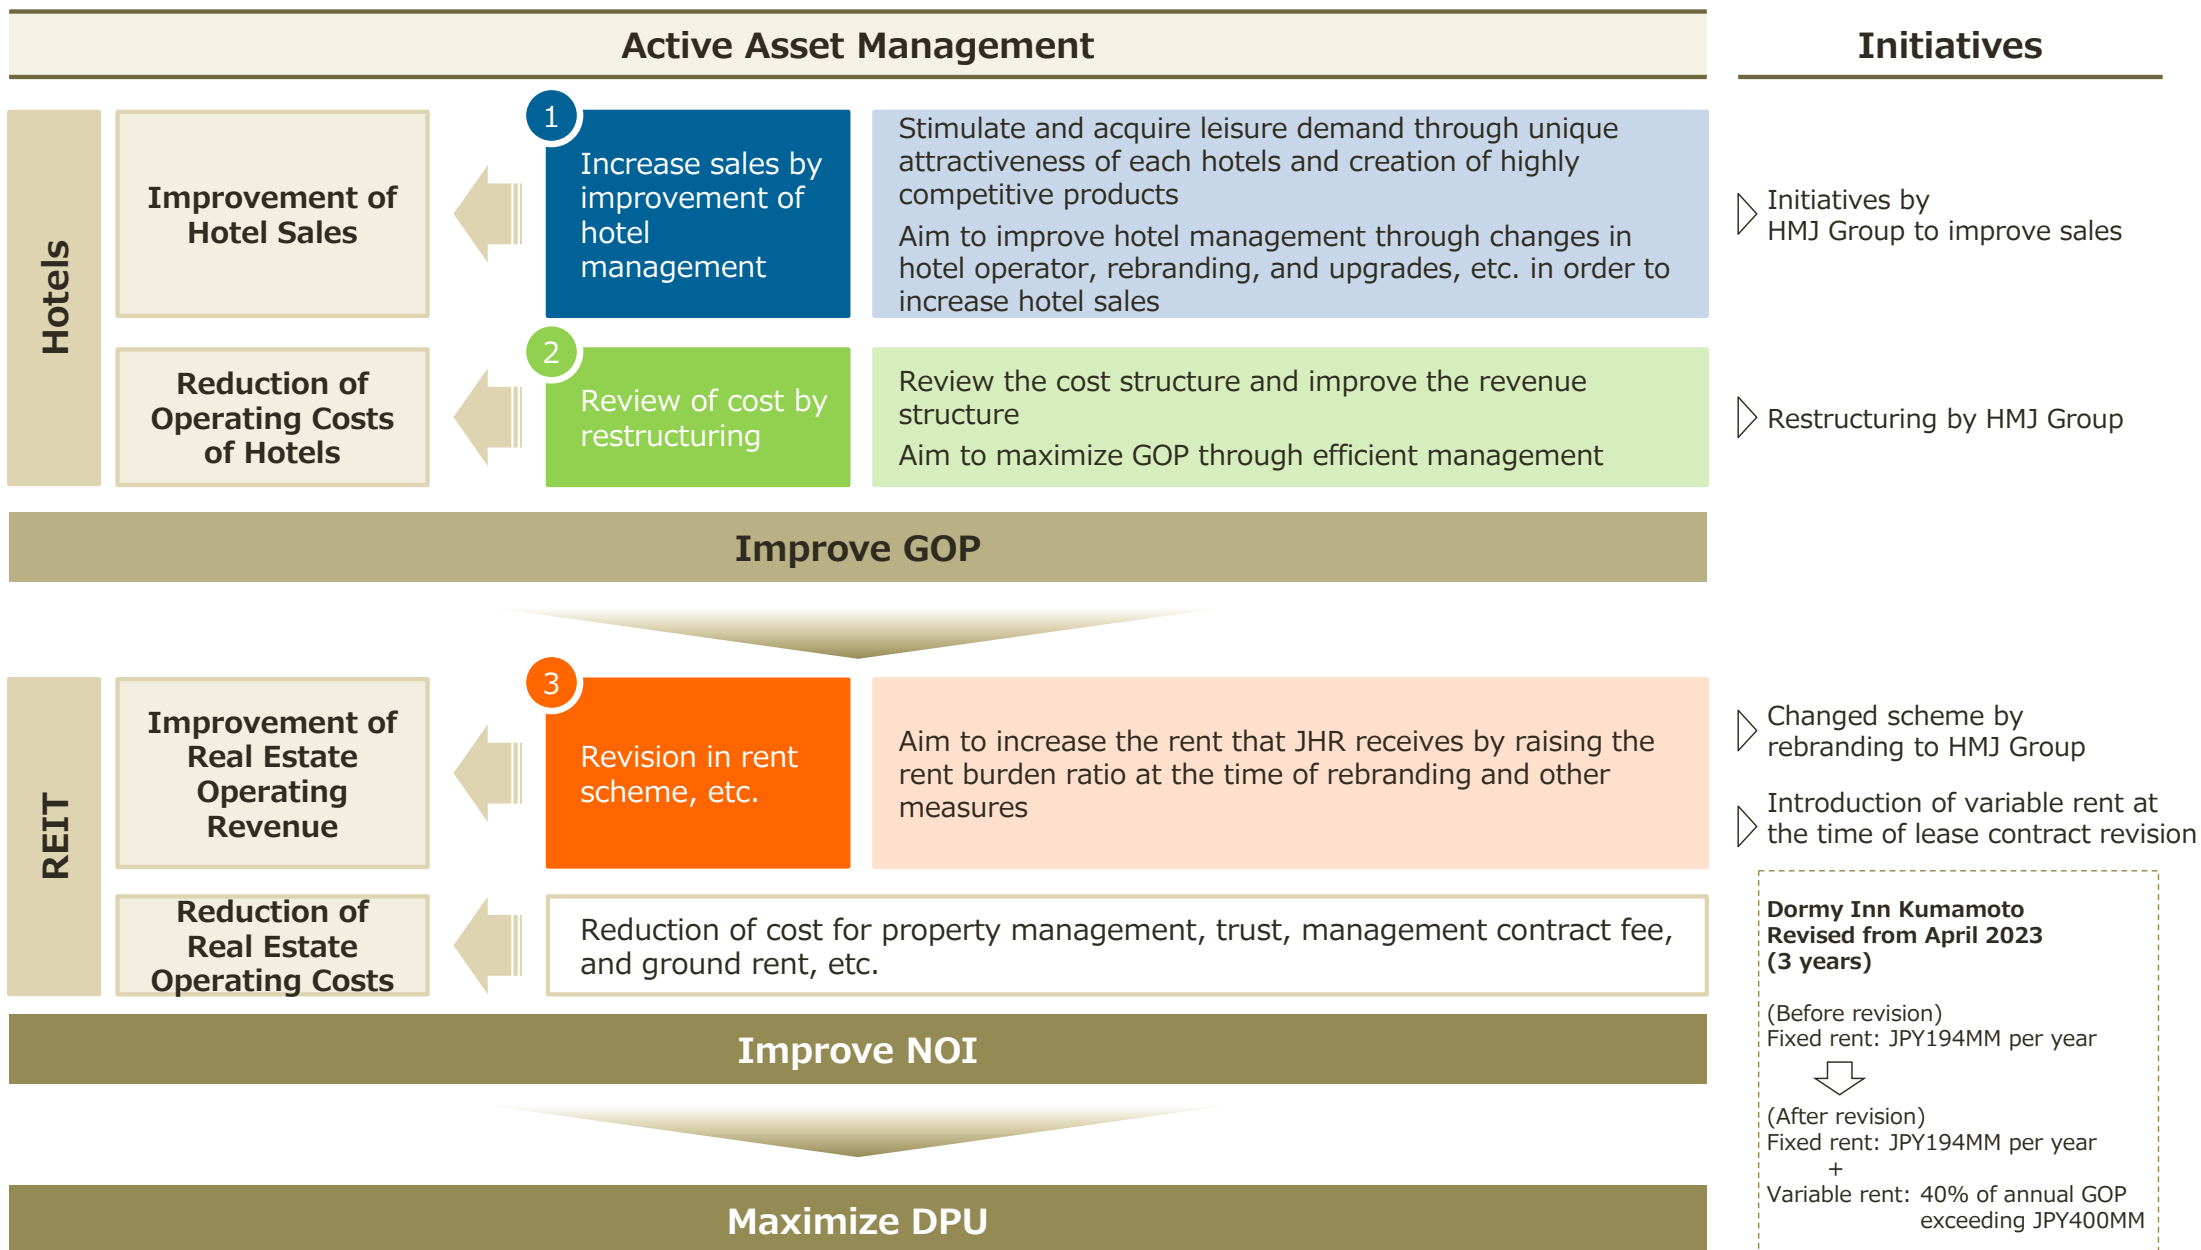 Active Asset Management
Initiatives
Hotels
Improvement of
Hotel Sales
1
Increase sales by
improvement of
hotel
management
Stimulate and acquire leisure demand through unique
attractiveness of each hotels and creation of highly
competitive products
Aim to improve hotel management through changes in
hotel operator, rebranding, and upgrades, etc. in order to
increase hotel sales
Initiatives by
HMJ Group to improve sales
Reduction of
Operating Costs
of Hotels
2
Review of cost by
restructuring
Review the cost structure and improve the revenue
structure
Aim to maximize GOP through efficient management
Restructuring by HMJ Group
Improve GOP
REIT
Improvement of
Real Estate
Operating
Revenue
3
Revision in rent
scheme, etc.
Aim to increase the rent that JHR receives by raising the
rent burden ratio at the time of rebranding and other
measures
Changed scheme by
rebranding to HMJ Group
Introduction of variable rent at
the time of lease contract revision
Reduction of
Real Estate
Operating Costs
Reduction of cost for property management, trust, management contract fee,
and ground rent, etc.
Dormy Inn Kumamoto
Revised from April 2023
(3 years)
(Before revision)
Fixed rent: JPY194MM per year
(After revision)
Fixed rent: JPY194MM per year
+
Variable rent: 40% of annual GOP
exceeding JPY400MM
Improve NOI
Maximize DPU